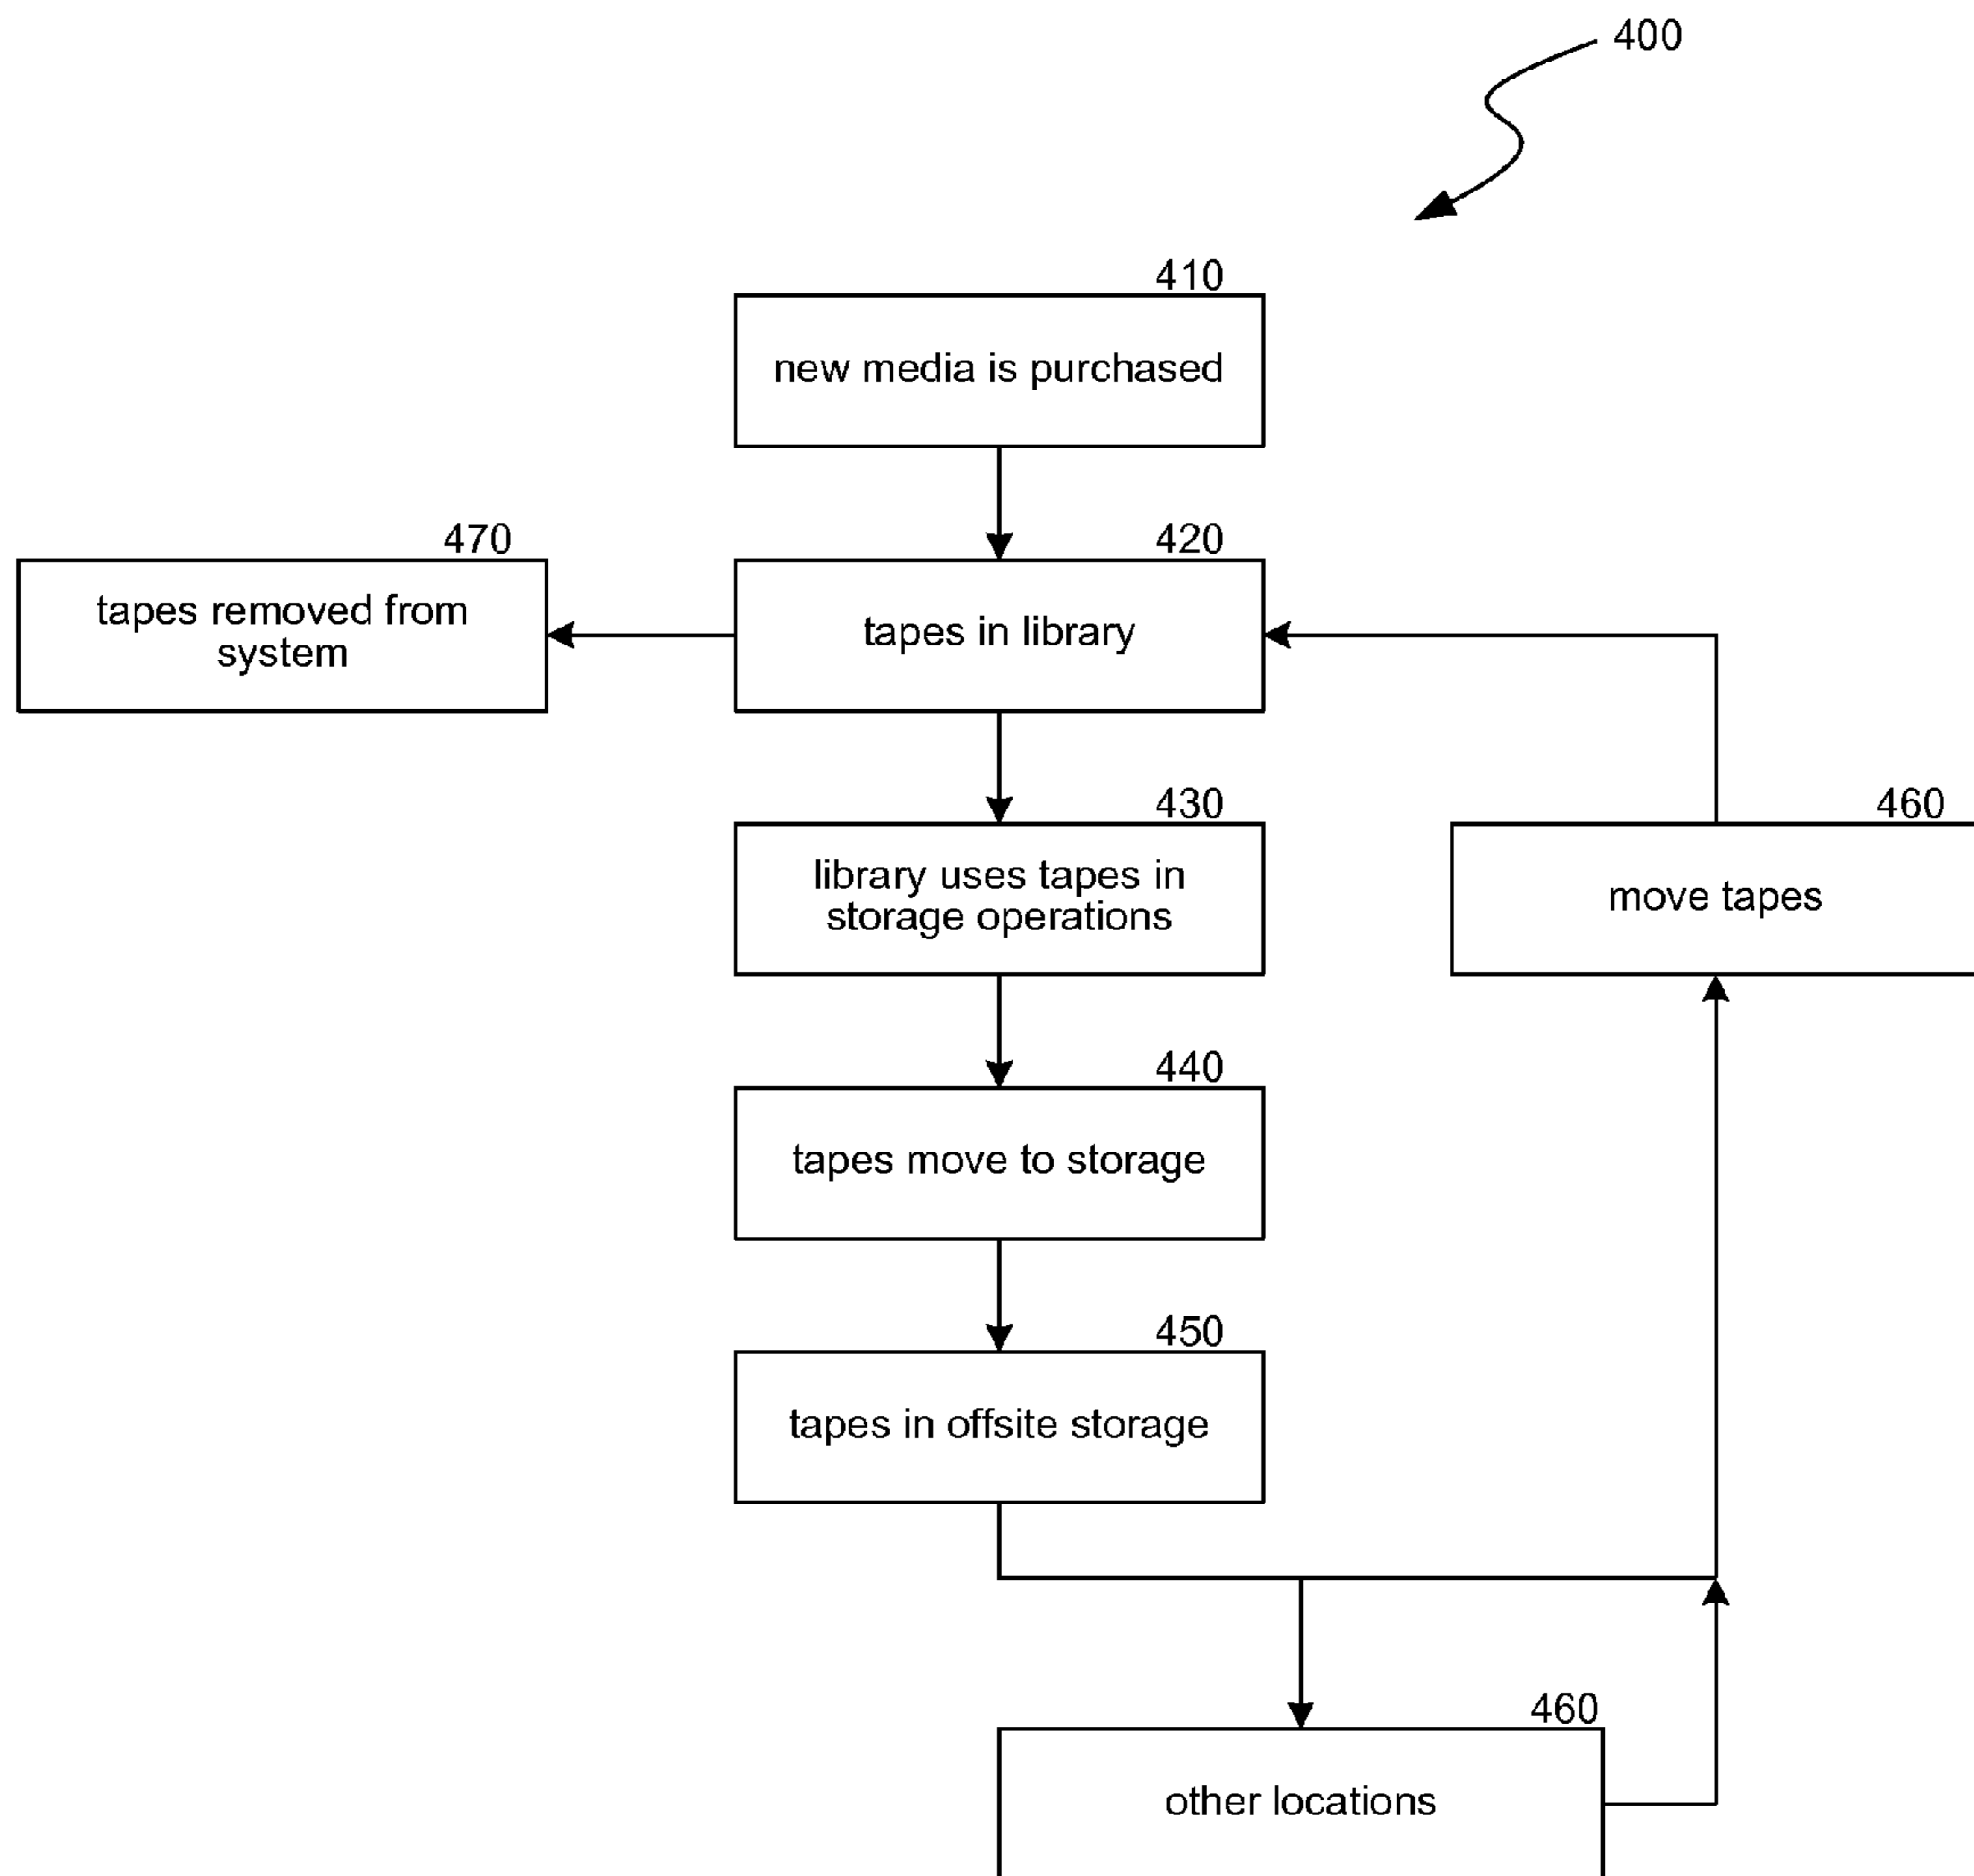 400
410
new media is purchased
470
tapes removed from
system
420
tapes in library
430
library uses tapes in
storage operations
460
move tapes
440
tapes move to storage
450
tapes in offsite storage
460
other locations